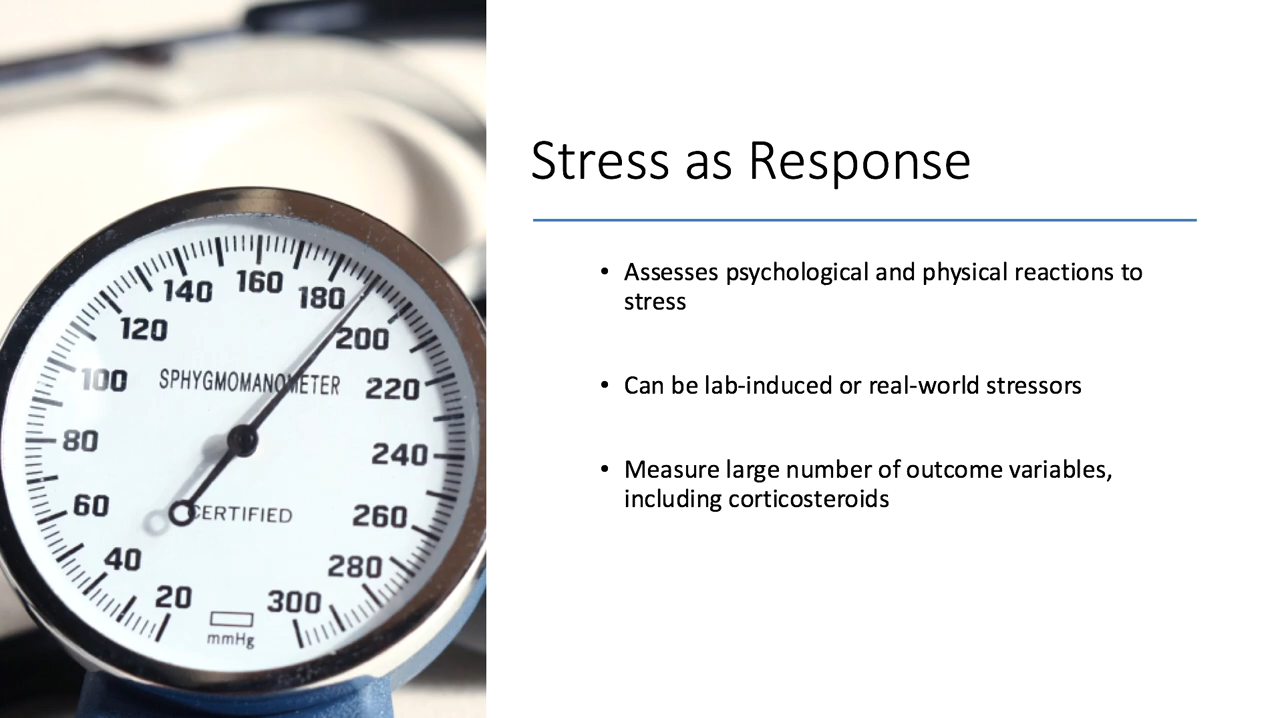 Stress as Response
• Assesses psychological and physical reactions to
stress
• Can be lab-induced or real-world stressors
• Measure large number of outcome variables,
including corticosteroids
160
140
180
120
200
SPHYGMOMANOMETER
100
220
80
240
60
CERTIFIED
260
40
280
20
300
mmHg